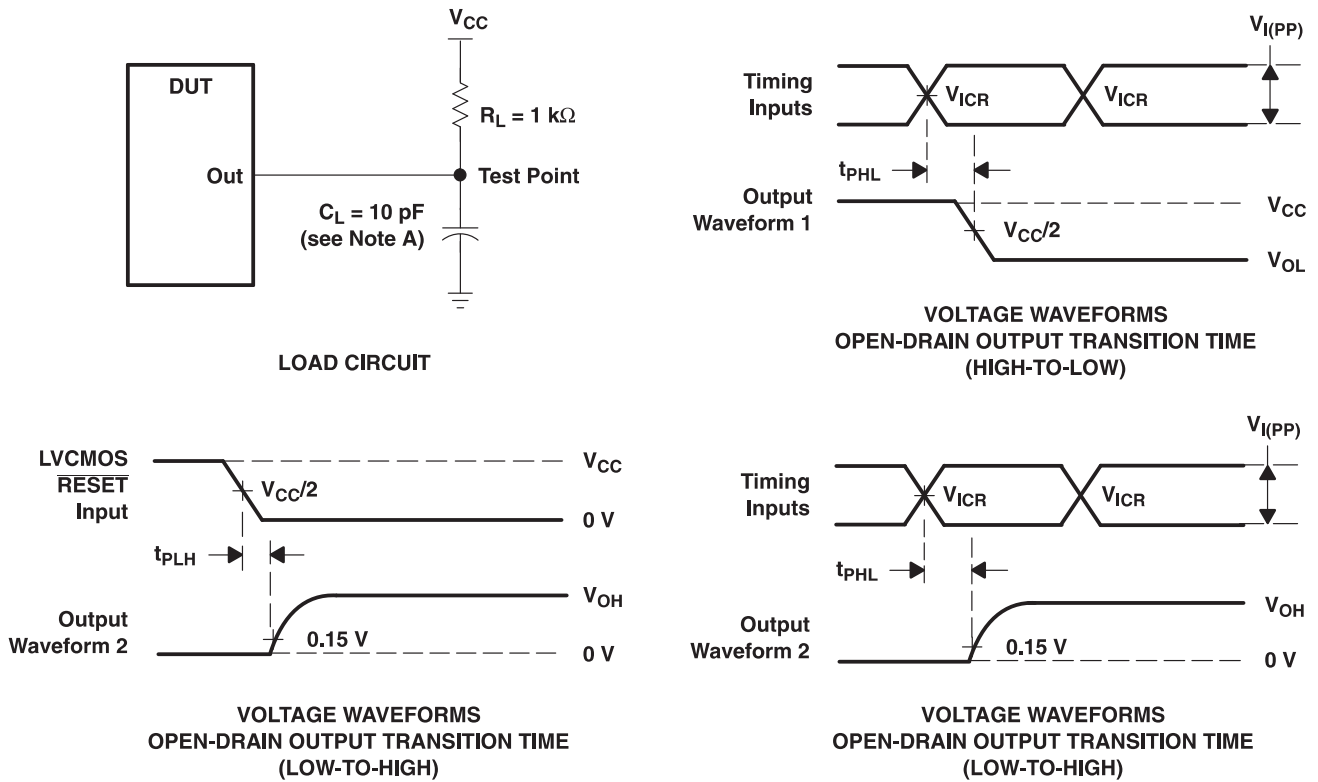 VCC
DUT
RL = 1 kΩ
Out
Test Point
CL = 10 pF
(see Note A)
LOAD CIRCUIT
VI(PP)
Timing
Inputs
VICR
VICR
tPHL
Output
Waveform 1
VCC
VCC/2
VOL
VOLTAGE WAVEFORMS
OPEN-DRAIN OUTPUT TRANSITION TIME
(HIGH-TO-LOW)
LVCMOS
RESET
Input
VCC
VCC/2
0 V
tPLH
Output
Waveform 2
VOH
0.15 V
0 V
VOLTAGE WAVEFORMS
OPEN-DRAIN OUTPUT TRANSITION TIME
(LOW-TO-HIGH)
VI(PP)
Timing
Inputs
VICR
VICR
tPHL
Output
Waveform 2
VOH
0.15 V
0 V
VOLTAGE WAVEFORMS
OPEN-DRAIN OUTPUT TRANSITION TIME
(LOW-TO-HIGH)